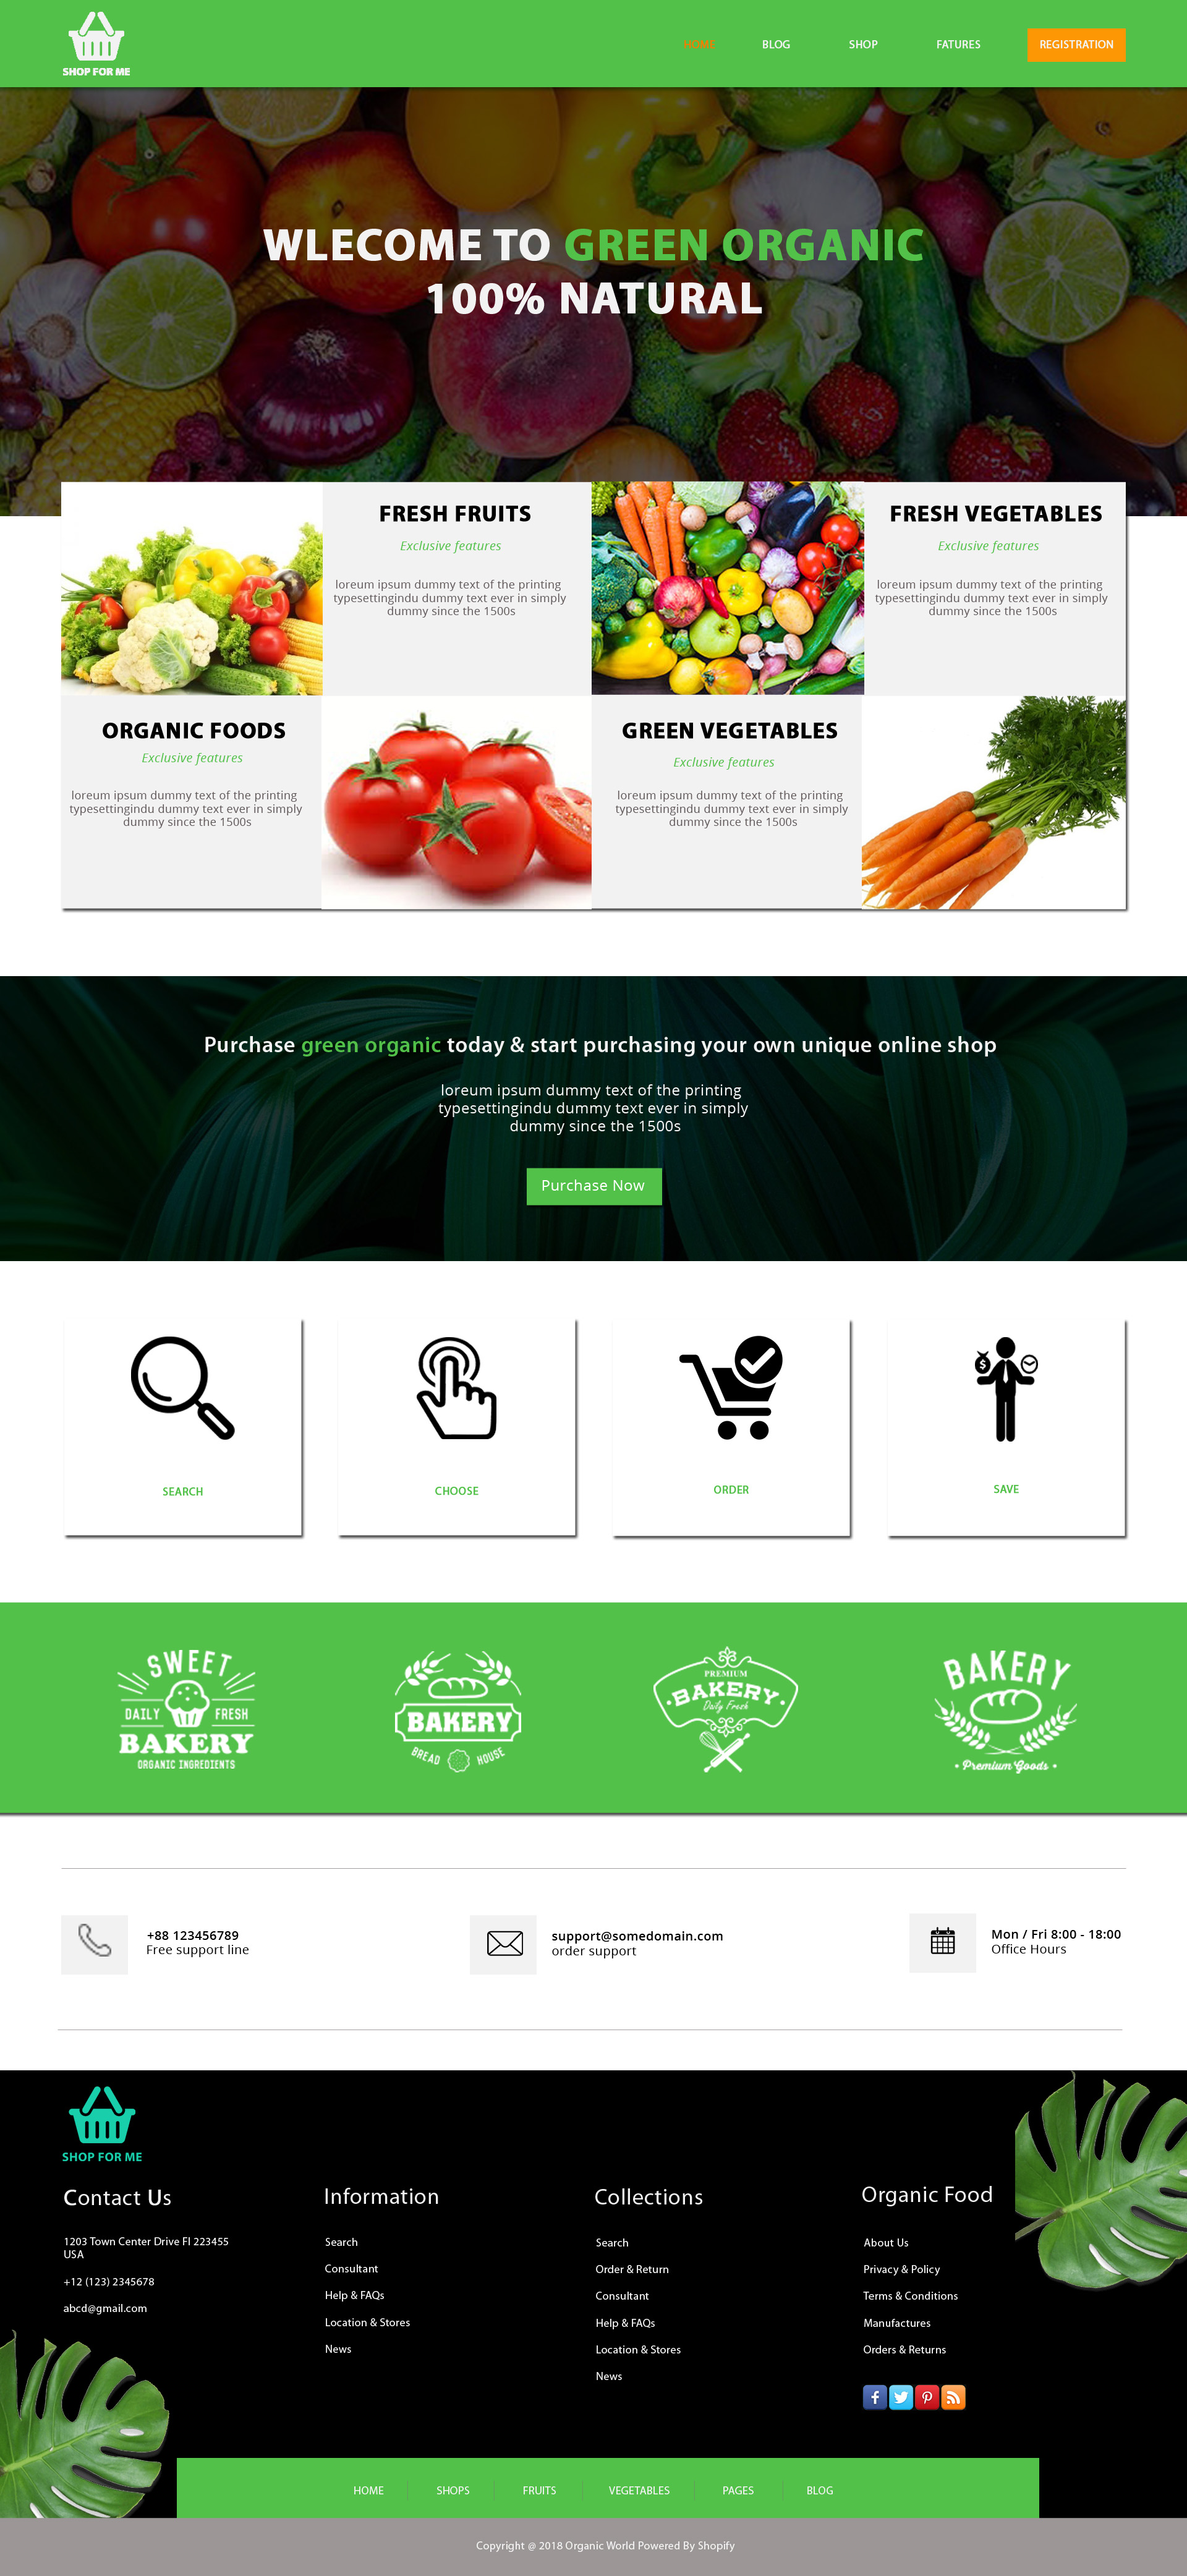 SHOP FOR ME
HOME
BLOG
SHOP
FATURES
REGISTRATION
WLECOME TO GREEN ORGANIC
100% NATURAL
FRESH FRUITS
Exclusive features
loreum ipsum dummy text of the printing
typesettingindu dummy text ever in simply
dummy since the 1500s
FRESH VEGETABLES
Exclusive features
loreum ipsum dummy text of the printing
typesettingindu dummy text ever in simply
dummy since the 1500s
ORGANIC FOODS
Exclusive features
loreum ipsum dummy text of the printing
typesettingindu dummy text ever in simply
dummy since the 1500s
GREEN VEGETABLES
Exclusive features
loreum ipsum dummy text of the printing
typesettingindu dummy text ever in simply
dummy since the 1500s
Purchase green organic today & start purchasing your own unique online shop
loreum ipsum dummy text of the printing
typesettingindu dummy text ever in simply
dummy since the 1500s
Purchase Now
SEARCH
CHOOSE
ORDER
SAVE
SWEET
DAILY FRESH
BAKERY
ORGANIC INGREDIENTS
BAKERY
BREAD HOUSE
PREMIUM
BAKERY
Daily Fresh
BAKERY
Premium Goods
+88 123456789
Free support line
support@somedomain.com
order support
Mon / Fri 8:00 - 18:00
Office Hours
SHOP FOR ME
Contact Us
1203 Town Center Drive FI 223455
USA
+12 (123) 2345678
abcd@gmail.com
Information
Search
Consultant
Help & FAQs
Location & Stores
News
Collections
Search
Order & Return
Consultant
Help & FAQs
Location & Stores
News
Organic Food
About Us
Privacy & Policy
Terms & Conditions
Manufactures
Orders & Returns
HOME
SHOPS
FRUITS
VEGETABLES
PAGES
BLOG
Copyright @ 2018 Organic World Powered By Shopify